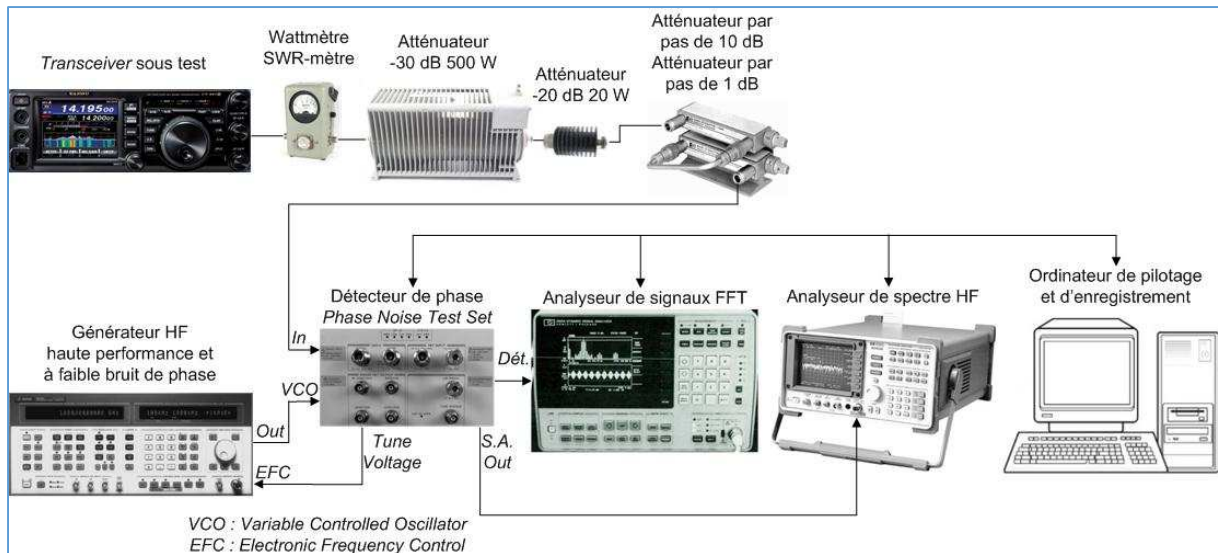 Transceiver sous test
Wattmètre
SWR-mètre
Atténuateur
-30 dB 500 W
Atténuateur
-20 dB 20 W
Atténuateur par
pas de 10 dB
Atténuateur par
pas de 1 dB
14.19500
14.20000
Générateur HF
haute performance et
à faible bruit de phase
Détecteur de phase
Phase Noise Test Set
Analyseur de signaux FFT
Analyseur de spectre HF
Ordinateur de pilotage
et d'enregistrement
In
VCO
Out
EFC
Tune
Voltage
Dét.
S.A.
Out
VCO : Variable Controlled Oscillator
EFC : Electronic Frequency Control